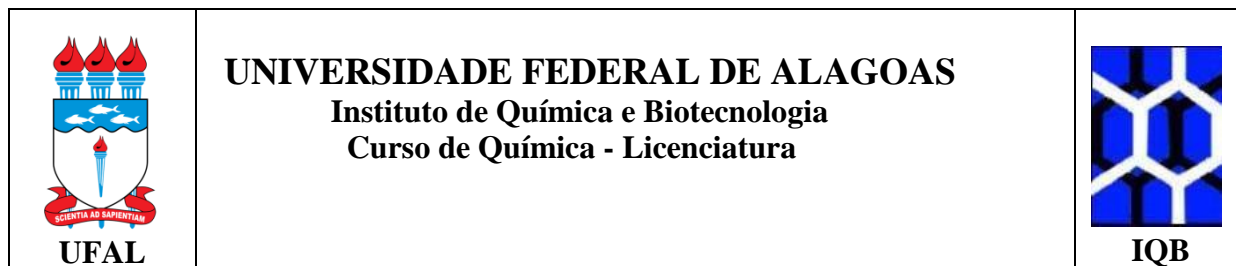 UNIVERSIDADE FEDERAL DE ALAGOAS
Instituto de Química e Biotecnologia
Curso de Química - Licenciatura
SCIENTIA AD SAPIENTIAM
UFAL
IQB